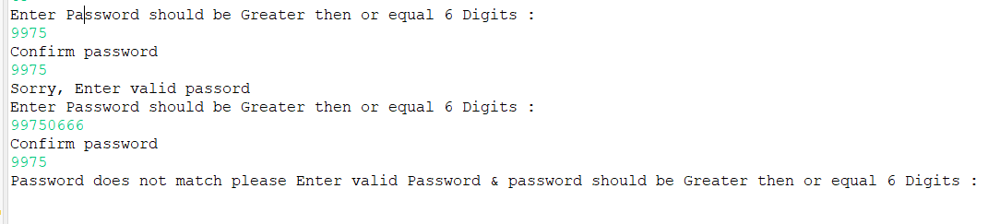 Enter Password should be Greater then or equal 6 Digits :
9975
Confirm password
9975
Sorry, Enter valid passord
Enter Password should be Greater then or equal 6 Digits :
99750666
Confirm password
9975
Password does not match please Enter valid Password & password should be Greater then or equal 6 Digits :